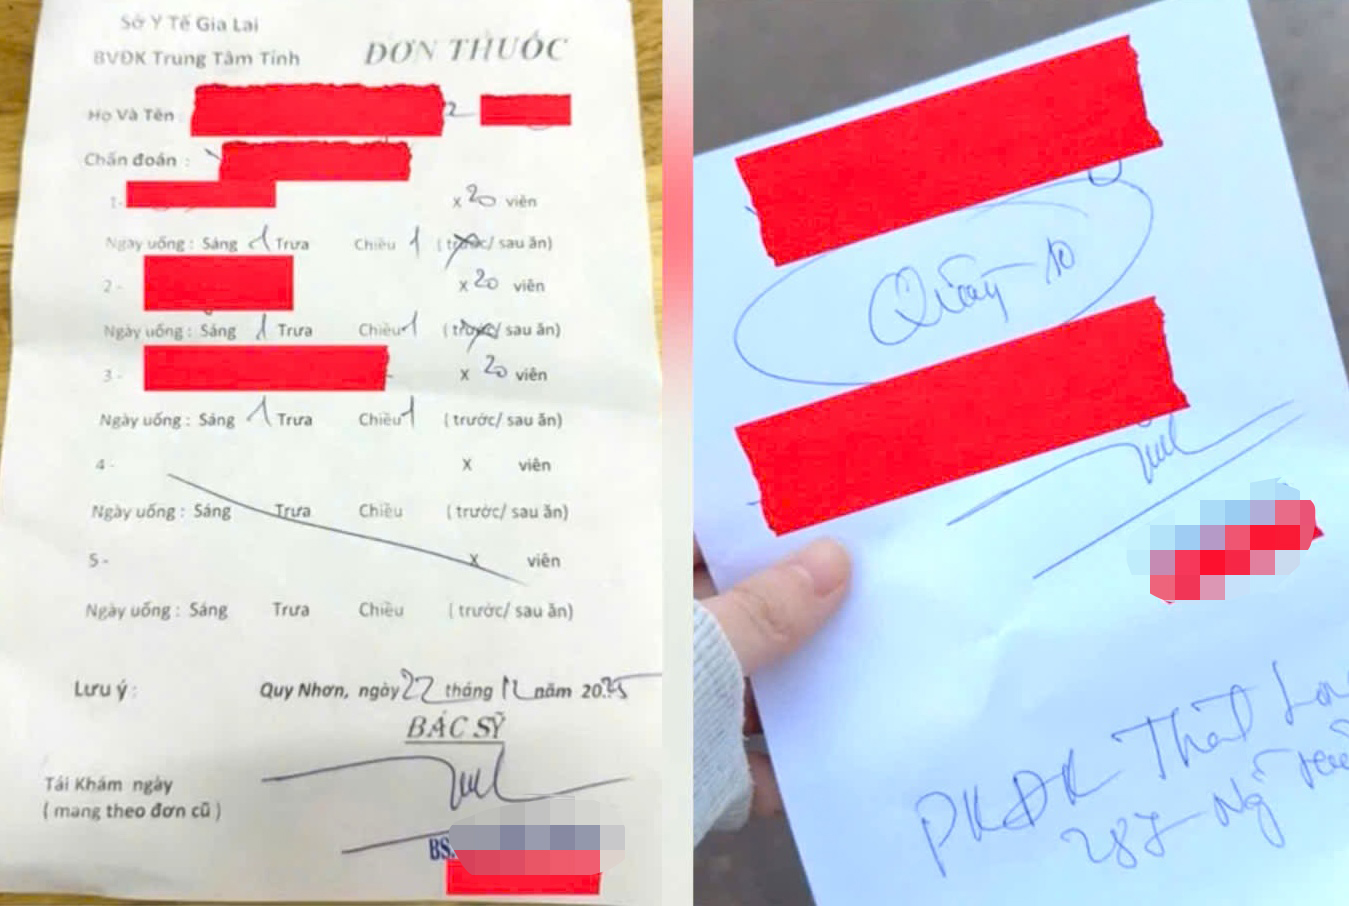 Sở Y Tế Gia Lai
BVĐK Trung Tâm Tỉnh
ĐƠN THUỐC
Họ Và Tên :
Chẩn đoán :
1- x 20 viên
Ngày uống : Sáng 1 Trưa Chiều 1 ( trước/ sau ăn)
2 - x 20 viên
Ngày uống : Sáng 1 Trưa Chiều 1 ( trước/ sau ăn)
3 - x 20 viên
Ngày uống : Sáng 1 Trưa Chiều 1 ( trước/ sau ăn)
4 - x viên
Ngày uống : Sáng Trưa Chiều ( trước/ sau ăn)
5 - x viên
Ngày uống : Sáng Trưa Chiều ( trước/ sau ăn)
Lưu ý : Quy Nhơn, ngày 22 tháng 12 năm 2025
BÁC SỸ
Tái Khám ngày
( mang theo đơn cũ )
BS.
Quầy 10
PKĐK Thành Long
287